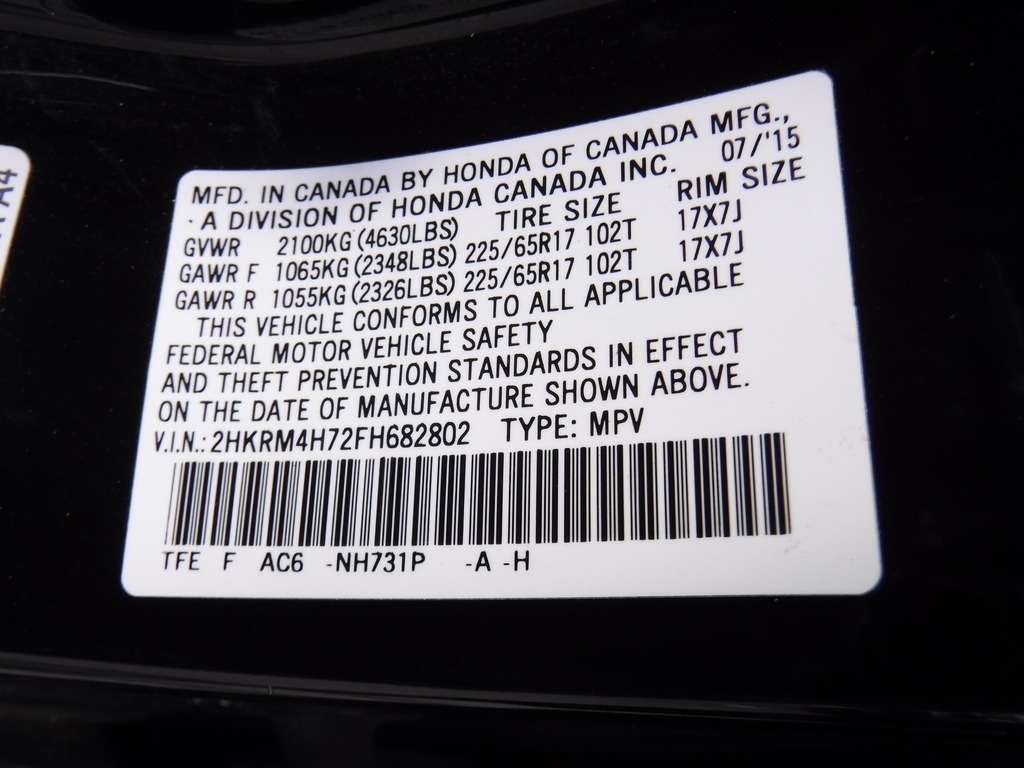 MFD. IN CANADA BY HONDA OF CANADA MFG.,
· A DIVISION OF HONDA CANADA INC. 07/'15
GVWR 2100KG (4630LBS) TIRE SIZE RIM SIZE
GAWR F 1065KG (2348LBS) 225/65R17 102T 17X7J
GAWR R 1055KG (2326LBS) 225/65R17 102T 17X7J
THIS VEHICLE CONFORMS TO ALL APPLICABLE
FEDERAL MOTOR VEHICLE SAFETY
AND THEFT PREVENTION STANDARDS IN EFFECT
ON THE DATE OF MANUFACTURE SHOWN ABOVE.
V.I.N.: 2HKRM4H72FH682802 TYPE: MPV
TFE F AC6 -NH731P -A -H